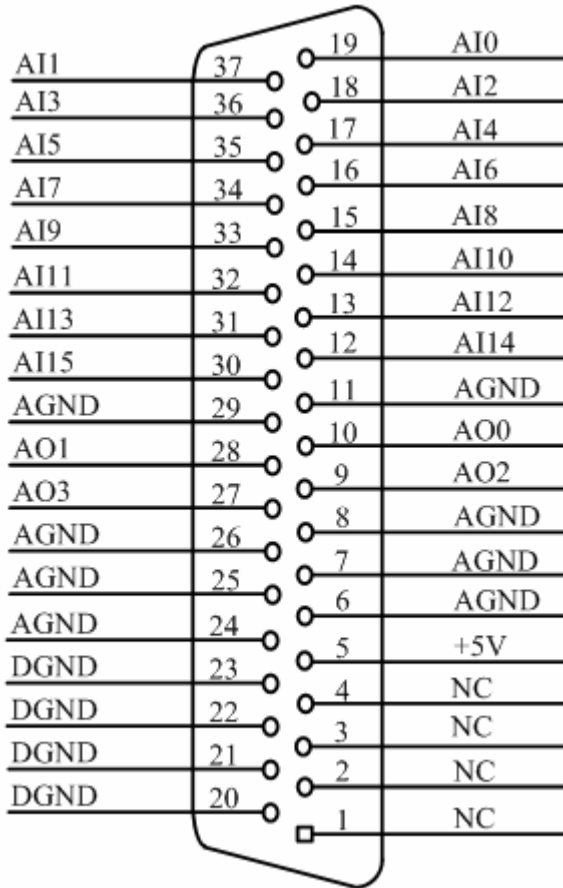 19 AI0
AI1 37
18 AI2
AI3 36
17 AI4
AI5 35
16 AI6
AI7 34
15 AI8
AI9 33
14 AI10
AI11 32
13 AI12
AI13 31
12 AI14
AI15 30
11 AGND
AGND 29
10 AO0
AO1 28
9 AO2
AO3 27
8 AGND
AGND 26
7 AGND
AGND 25
6 AGND
AGND 24
5 +5V
DGND 23
4 NC
DGND 22
3 NC
DGND 21
2 NC
DGND 20
1 NC